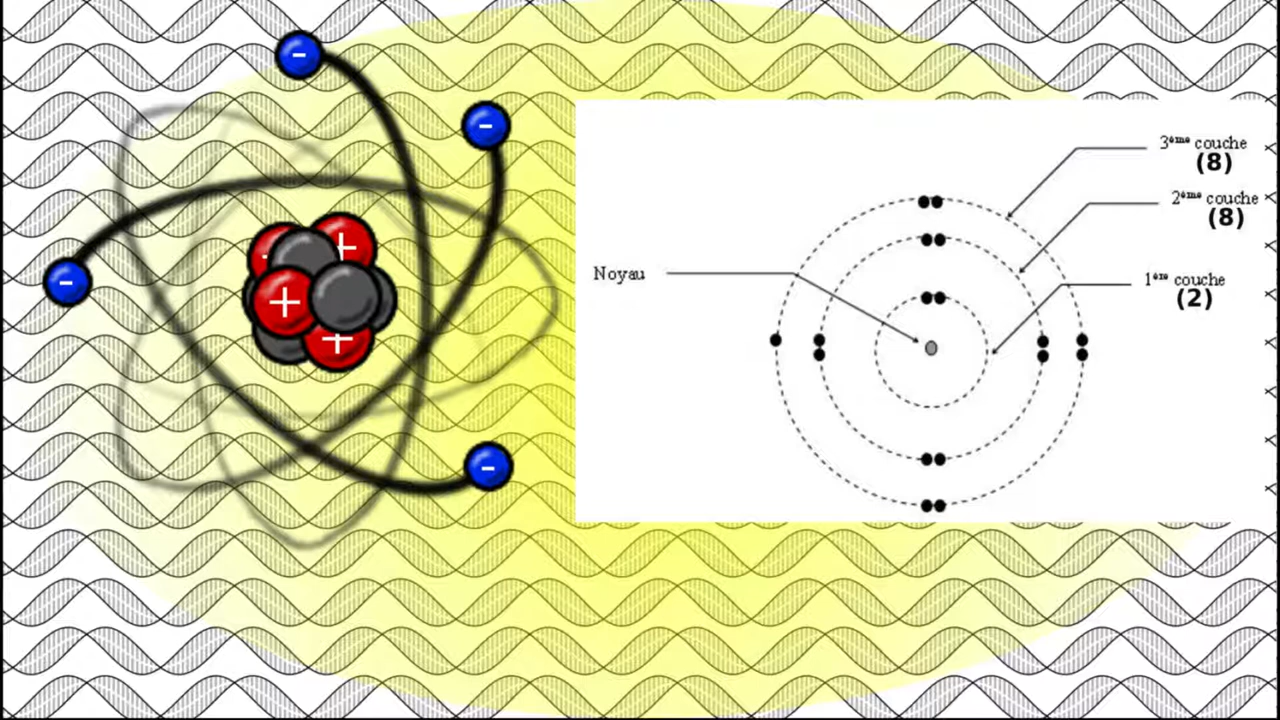 3ème couche
(8)
2ème couche
(8)
Noyau
1ère couche
(2)
-
-
-
-
+
+
+